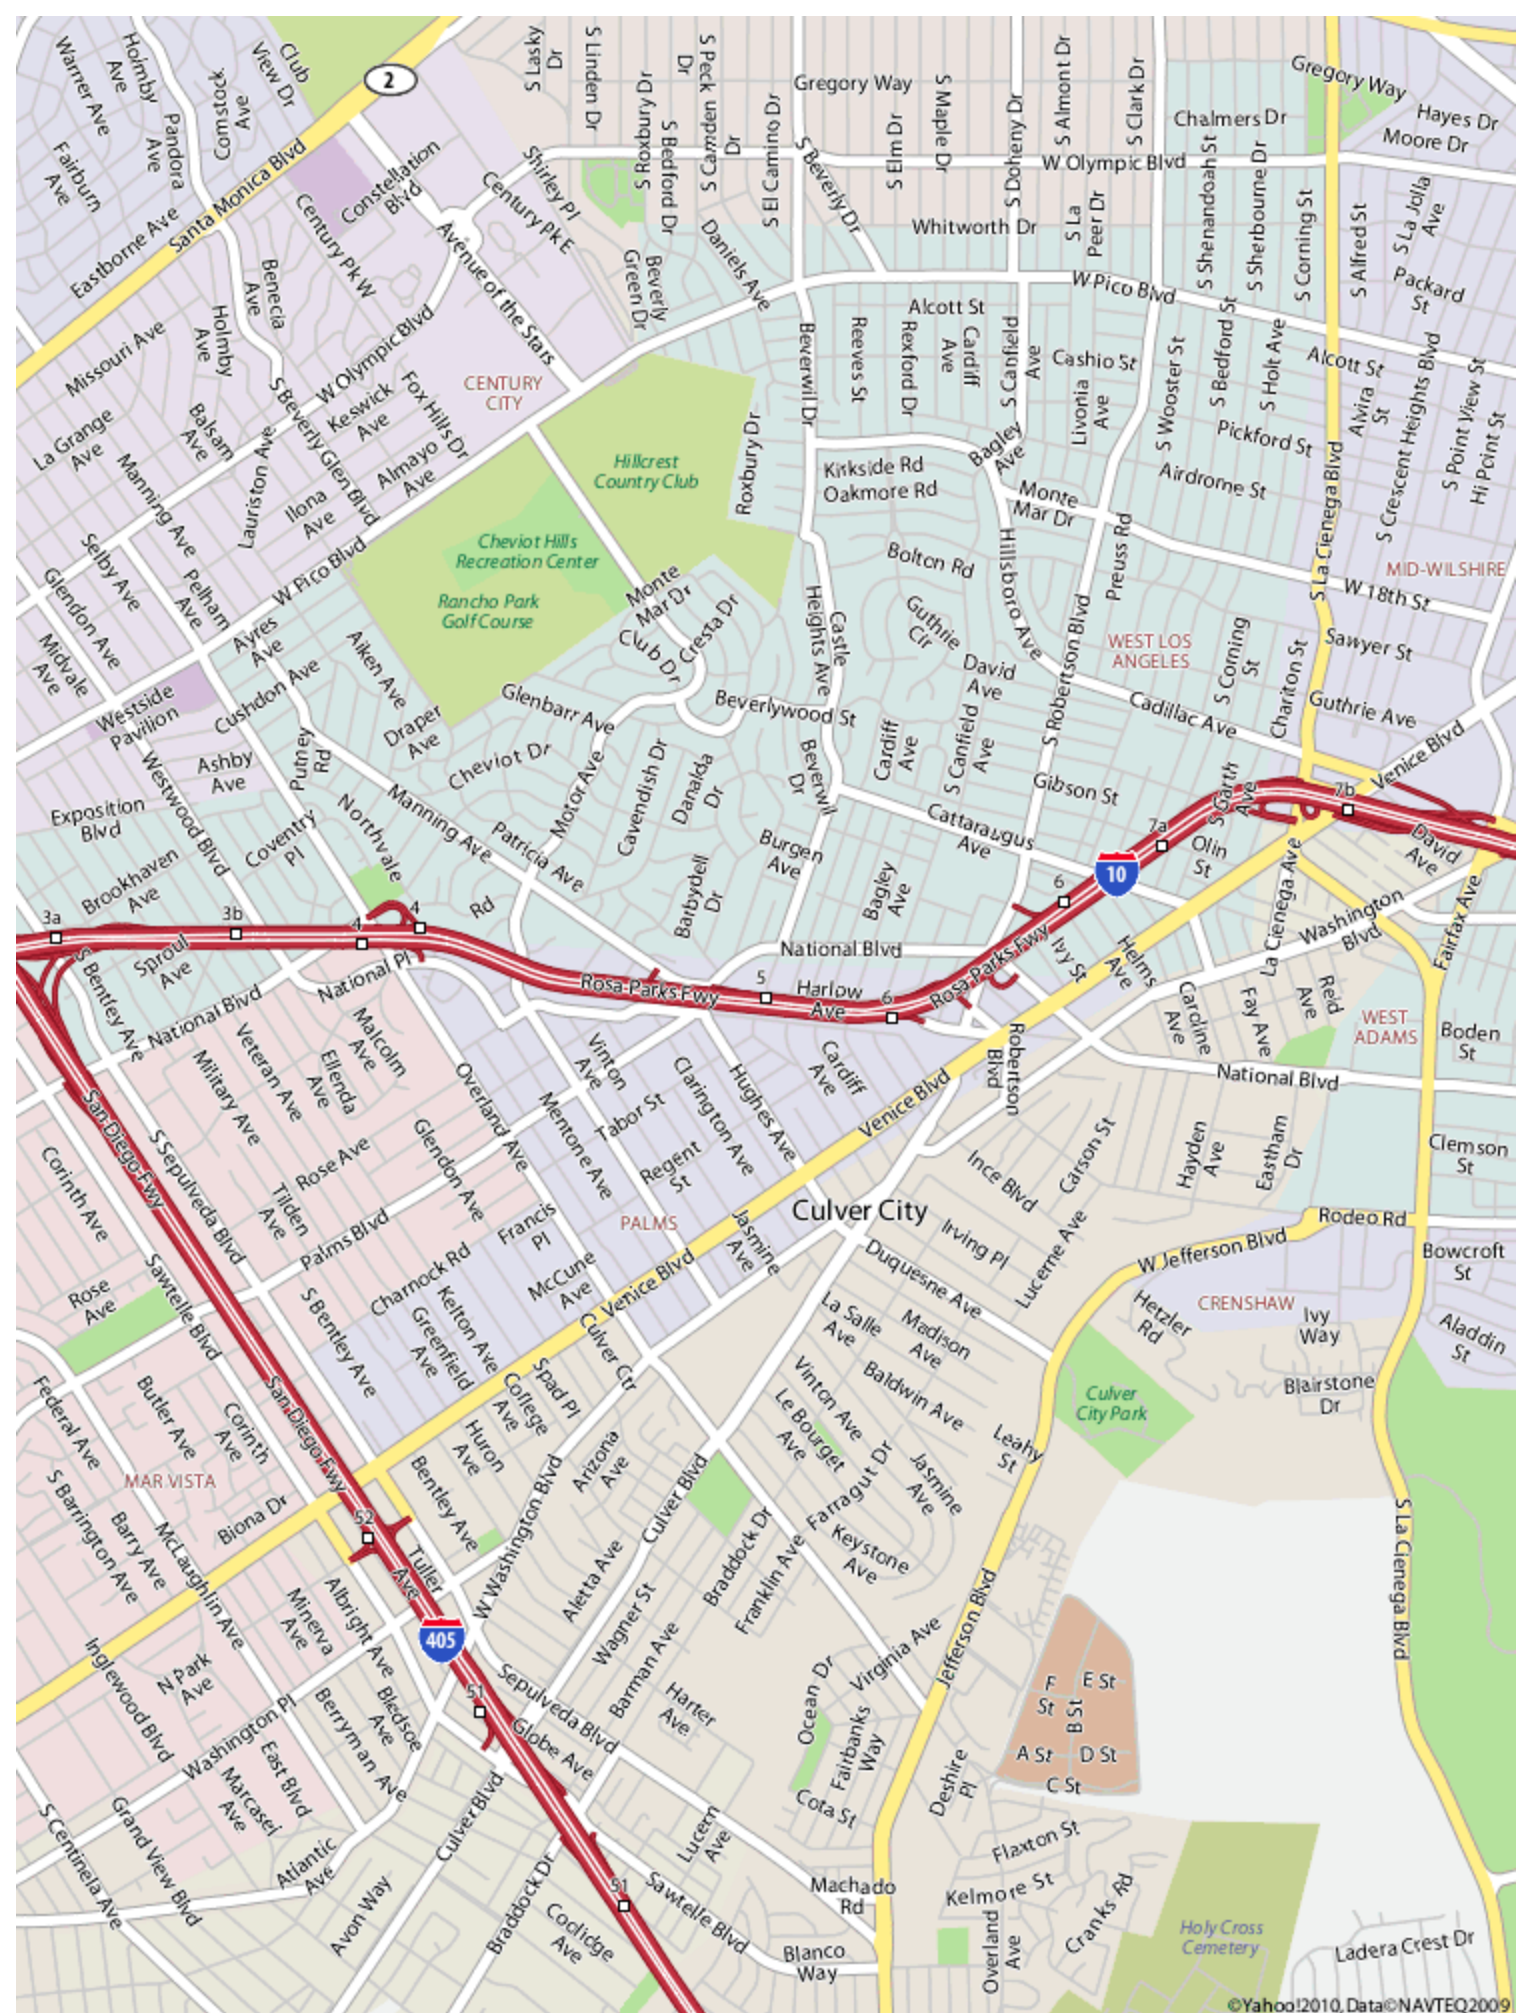 Warner Ave
Holmby Ave
Comstock Ave
Club View Dr
2
S Lasky Dr
S Linden Dr
S Roxbury Dr
S Peck Dr
S Camden Dr
S Bedford Dr
S El Camino Dr
Gregory Way
S Beverly Dr
S Elm Dr
S Maple Dr
S Doheny Dr
S Almont Dr
S Clark Dr
Gregory Way
Chalmers Dr
Hayes Dr
Moore Dr
Fairburn Ave
Pandora Ave
Santa Monica Blvd
Constellation Blvd
Shirley Pl
Century Pk E
Century Pk W
W Olympic Blvd
S La Peer Dr
S Shenandoah St
S Sherbourne Dr
S Corning St
S Alfred St
S La Jolla Ave
Eastborne Ave
Avenue of the Stars
Daniels Ave
Whitworth Dr
Beverly Green Dr
W Pico Blvd
Packard St
Benecia Ave
Holmby Ave
Missouri Ave
W Olympic Blvd
Alcott St
Beverwil Dr
Reeves St
Rexford Dr
Cardiff Ave
S Canfield Ave
Cashio St
Livonia Ave
S Wooster St
S Bedford St
S Holt Ave
Alcott St
Alvira St
S Crescent Heights Blvd
S Point View St
Hi Point St
CENTURY
CITY
La Grange Ave
Balsam Ave
Keswick Ave
Fox Hills Dr
S Beverly Glen Blvd
Almayo Ave
Lauriston Ave
Ilona Ave
Manning Ave
Hillcrest
Country Club
Roxbury Dr
Kirkside Rd
Oakmore Rd
Bagley Ave
Monte Mar Dr
Pickford St
Airdrome St
S La Cienega Blvd
Selby Ave
Glendon Ave
Pelham Ave
W Pico Blvd
Cheviot Hills
Recreation Center
Rancho Park
Golf Course
Monte Mar Dr
Club Dr
Cresta Dr
Bolton Rd
Hillsboro Ave
Preuss Rd
MID-WILSHIRE
W 18th St
Midvale Ave
Ayres Ave
Aiken Ave
Castle Heights Ave
Guthrie Cir
David Ave
WEST LOS
ANGELES
S Corning St
Chariton St
Sawyer St
Westside
Pavilion
Cushdon Ave
Draper Ave
Glenbarr Ave
Beverlywood St
Cardiff Ave
S Canfield Ave
S Robertson Blvd
Cadillac Ave
Guthrie Ave
Venice Blvd
Ashby Ave
Putney Rd
Cheviot Dr
Motor Ave
Cavendish Dr
Danalda Dr
Beverwil Dr
Gibson St
S Garth Ave
7b
Exposition Blvd
Westwood Blvd
Coventry Pl
Northvale Rd
Manning Ave
Patricia Ave
Burgen Ave
Cattaraugus Ave
7a
Olin St
David Ave
Brookhaven Ave
Barbydell Dr
Bagley Ave
6
10
La Cienega Ave
Washington Blvd
Fairfax Ave
3a
3b
4
4
Sproul Ave
S Bentley Ave
National Pl
Rosa Parks Fwy
National Blvd
5
Harlow Ave
6
Rosa Parks Fwy
Ivy St
Helms Ave
Caroline Ave
Fay Ave
Reid Ave
WEST
ADAMS
Boden St
National Blvd
Malcolm Ave
Veteran Ave
Ellenda Ave
Military Ave
Vinton Ave
Clarington Ave
Hughes Ave
Cardiff Ave
Robertson Blvd
Venice Blvd
National Blvd
San Diego Fwy
S Sepulveda Blvd
Overland Ave
Mentone Ave
Tabor St
Regent St
Carson St
Hayden Ave
Eastham Dr
Clemson St
Corinth Ave
Rose Ave
Tilden Ave
Glendon Ave
Ince Blvd
Palms Blvd
Francis Pl
PALMS
Jasmine Ave
Culver City
Irving Pl
Lucerne Ave
Rodeo Rd
W Jefferson Blvd
Bowcroft St
Rose Ave
Sawtelle Blvd
S Bentley Ave
Charnock Rd
Kelton Ave
Greenfield Ave
McCune Ave
Venice Blvd
Duquesne Ave
La Salle Ave
Madison Ave
Hetzler Rd
CRENSHAW
Ivy Way
Aladdin St
Culver Ctr
Federal Ave
Butler Ave
Corinth Ave
San Diego Fwy
Spad Pl
College Ave
Vinton Ave
Le Bourget Ave
Baldwin Ave
Culver
City Park
Blairstone Dr
MAR VISTA
S Barrington Ave
Barry Ave
Biona Dr
Huron Ave
Bentley Ave
Arizona Ave
Culver Blvd
Farragut Dr
Jasmine Ave
Leahy St
52
McLaughlin Ave
Tuller Ave
W Washington Blvd
Aletta Ave
Braddock Dr
Franklin Ave
Keystone Ave
S La Cienega Blvd
Albright Ave
Minerva Ave
405
Wagner St
Barman Ave
Virginia Ave
Jefferson Blvd
Inglewood Blvd
N Park Ave
Berryman Ave
Bledsoe Ave
51
Sepulveda Blvd
Harter Ave
Ocean Dr
Fairbanks Way
F St
E St
B St
A St
D St
C St
Washington Pl
Globe Ave
East Blvd
Marcasel Ave
Grand View Blvd
Culver Blvd
Deshire Pl
Cota St
S Centinela Ave
Atlantic Ave
Lucern Ave
Flaxton St
Avon Way
Braddock Dr
51
Sawtelle Blvd
Machado Rd
Kelmore St
Cranks Rd
Coolidge Ave
Blanco Way
Overland Ave
Holy Cross
Cemetery
Ladera Crest Dr
©Yahoo!2010, Data©NAVTEQ2009